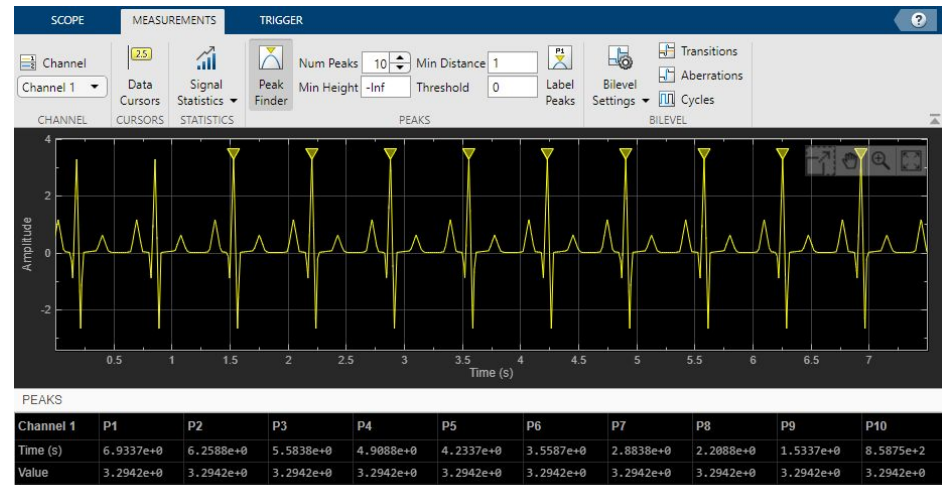 SCOPE MEASUREMENTS TRIGGER ?
Channel 2.5 P1 Transitions
Num Peaks 10 Min Distance 1
Channel 1 Data Signal Peak Label Bilevel Aberrations
Min Height -Inf Threshold 0
Cursors Statistics Finder Peaks Settings Cycles
CHANNEL CURSORS STATISTICS PEAKS BILEVEL
4
2
0
-2
Amplitude
0.5 1 1.5 2 2.5 3 3.5 4 4.5 5 5.5 6 6.5 7
Time (s)
PEAKS
Channel 1 P1 P2 P3 P4 P5 P6 P7 P8 P9 P10
Time (s) 6.9337e+0 6.2588e+0 5.5838e+0 4.9088e+0 4.2337e+0 3.5587e+0 2.8838e+0 2.2088e+0 1.5337e+0 8.5875e+2
Value 3.2942e+0 3.2942e+0 3.2942e+0 3.2942e+0 3.2942e+0 3.2942e+0 3.2942e+0 3.2942e+0 3.2942e+0 3.2942e+0